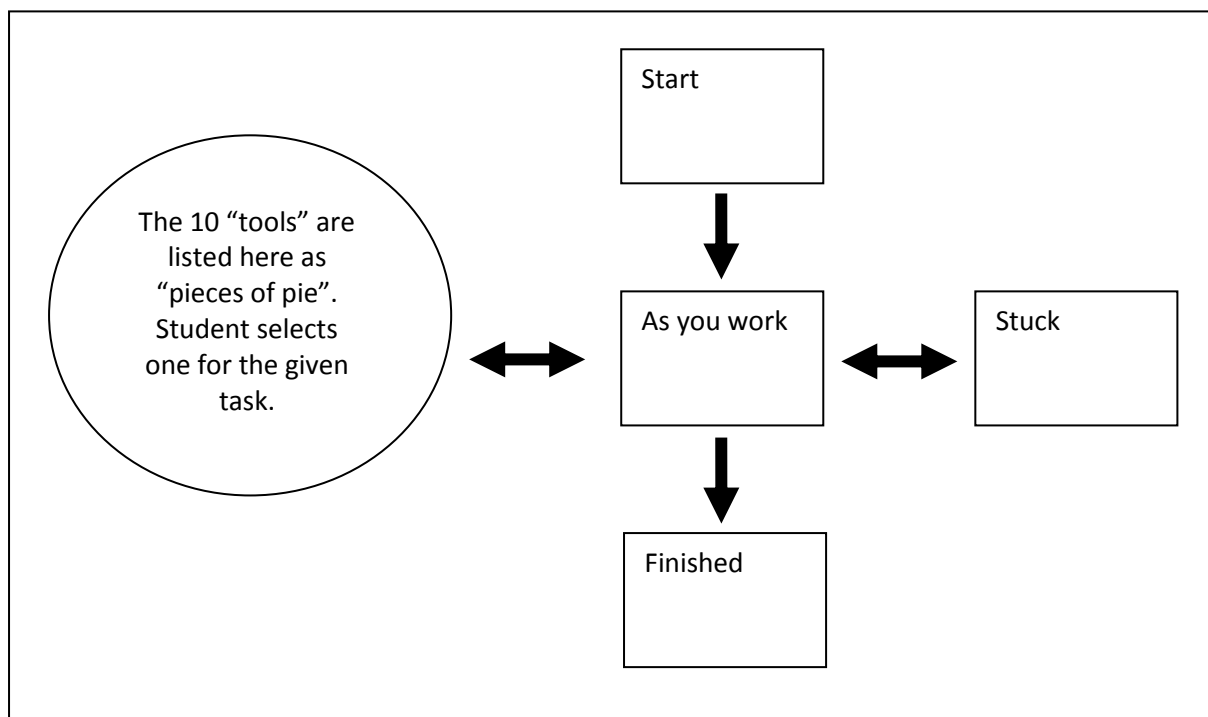 Start
The 10 “tools” are
listed here as
“pieces of pie”.
Student selects
one for the given
task.
As you work
Stuck
Finished